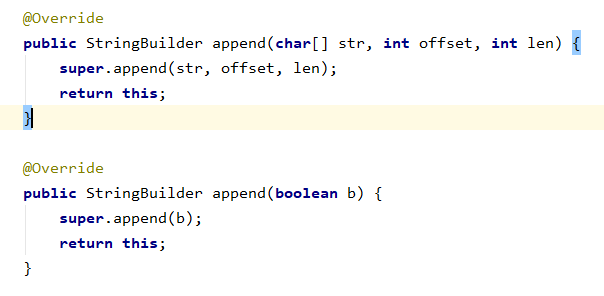 @Override
public StringBuilder append(char[] str, int offset, int len) {
    super.append(str, offset, len);
    return this;
}
@Override
public StringBuilder append(boolean b) {
    super.append(b);
    return this;
}